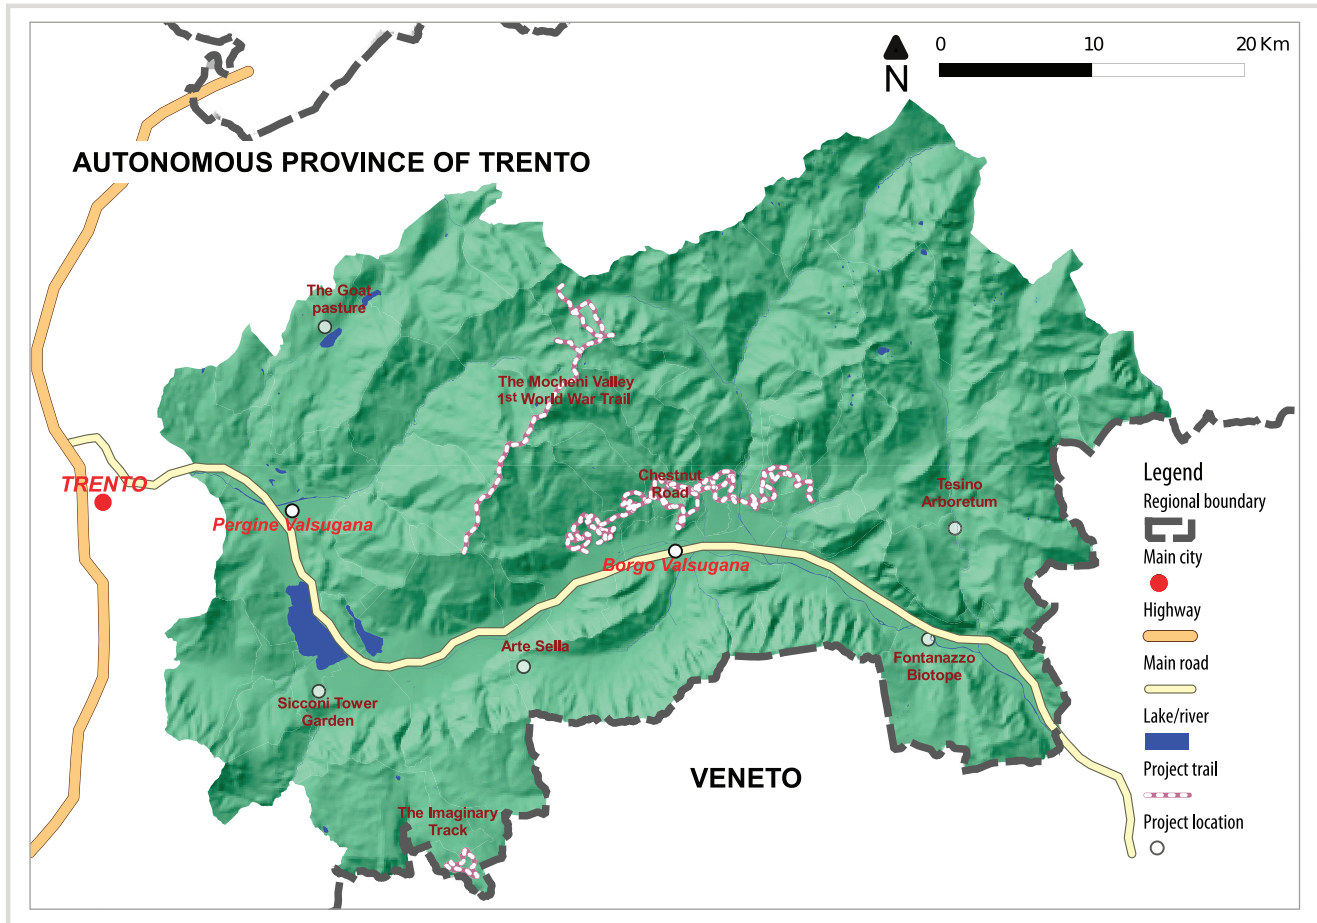 0 10 20 Km
N
AUTONOMOUS PROVINCE OF TRENTO
The Goat
pasture
The Mocheni Valley
1st World War Trail
TRENTO
Pergine Valsugana
Chestnut
Road
Tesino
Arboretum
Borgo Valsugana
Arte Sella
Fontanazzo
Biotope
Sicconi Tower
Garden
VENETO
The Imaginary
Track
Legend
Regional boundary
Main city
Highway
Main road
Lake/river
Project trail
Project location